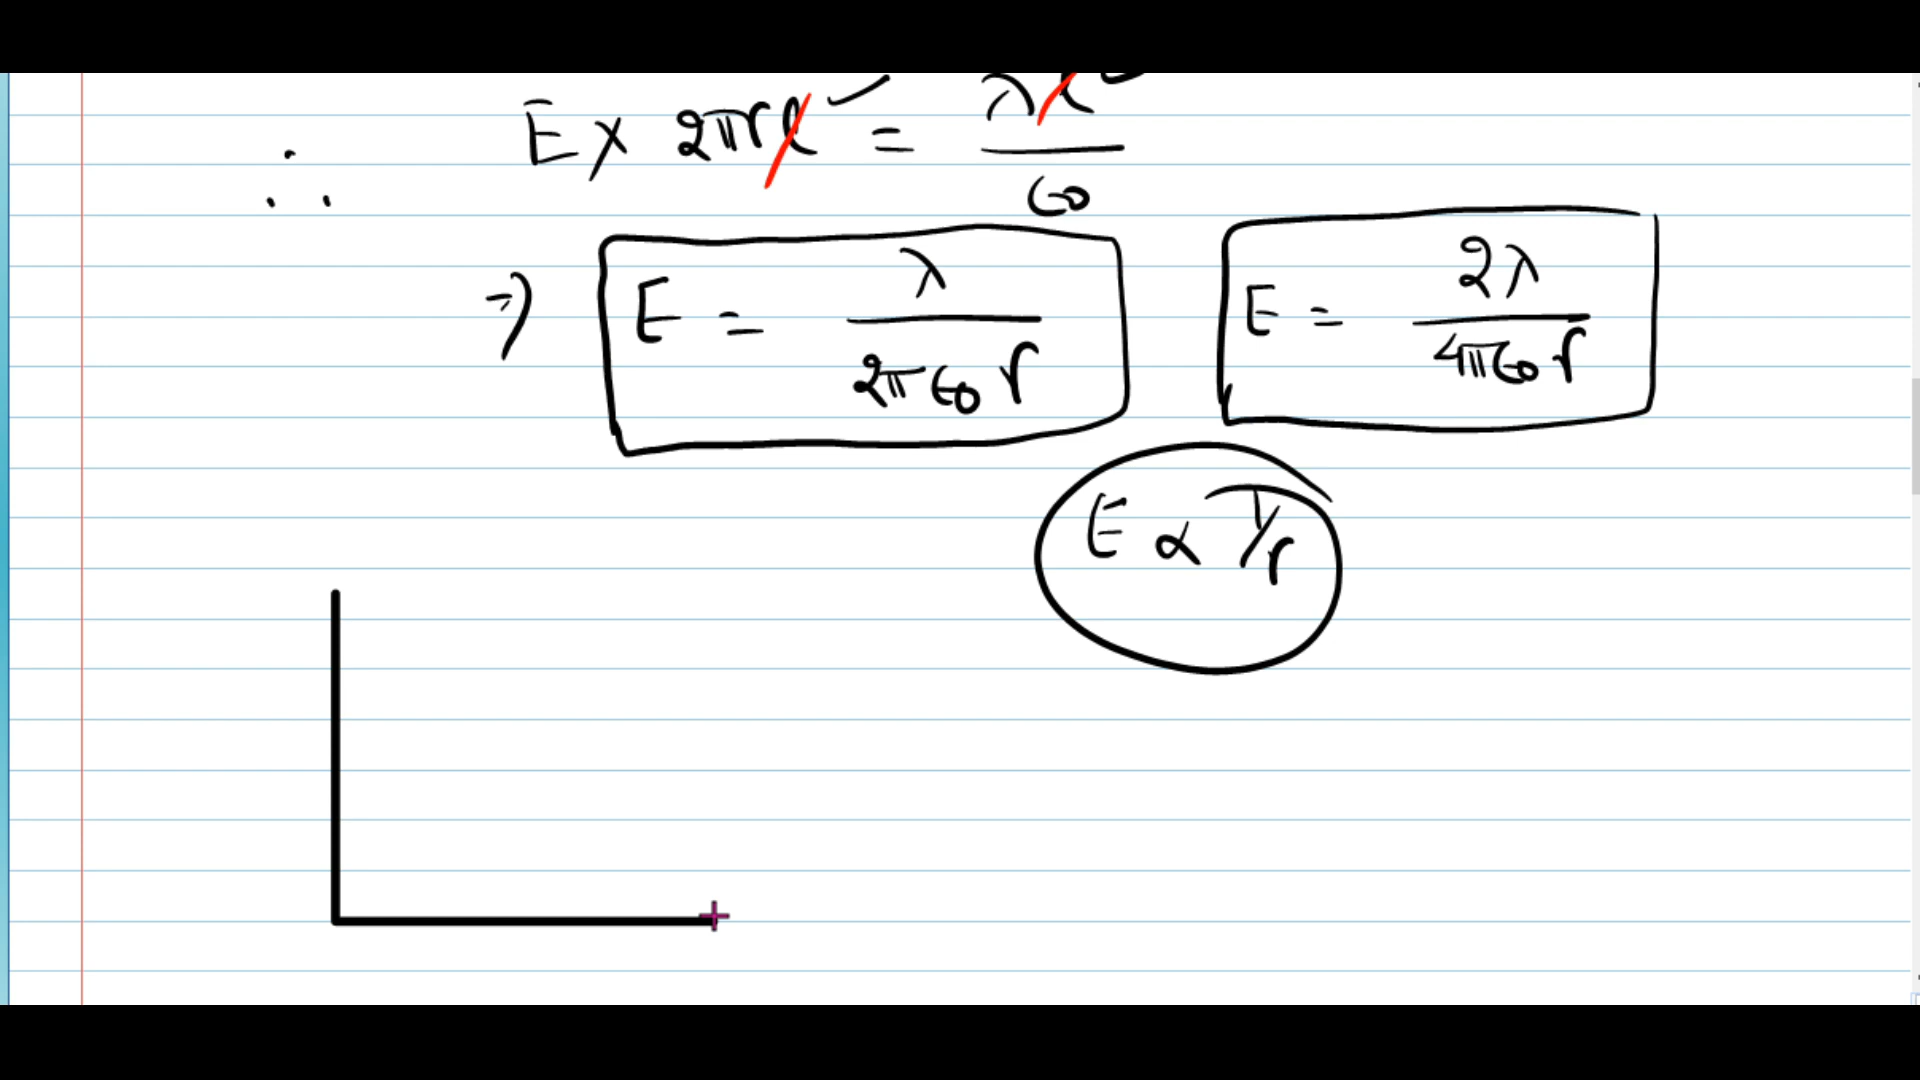 ∴ E × 2πrl = λl / ε₀
⇒ E = λ / 2πε₀r    E = 2λ / 4πε₀r
E ∝ 1/r